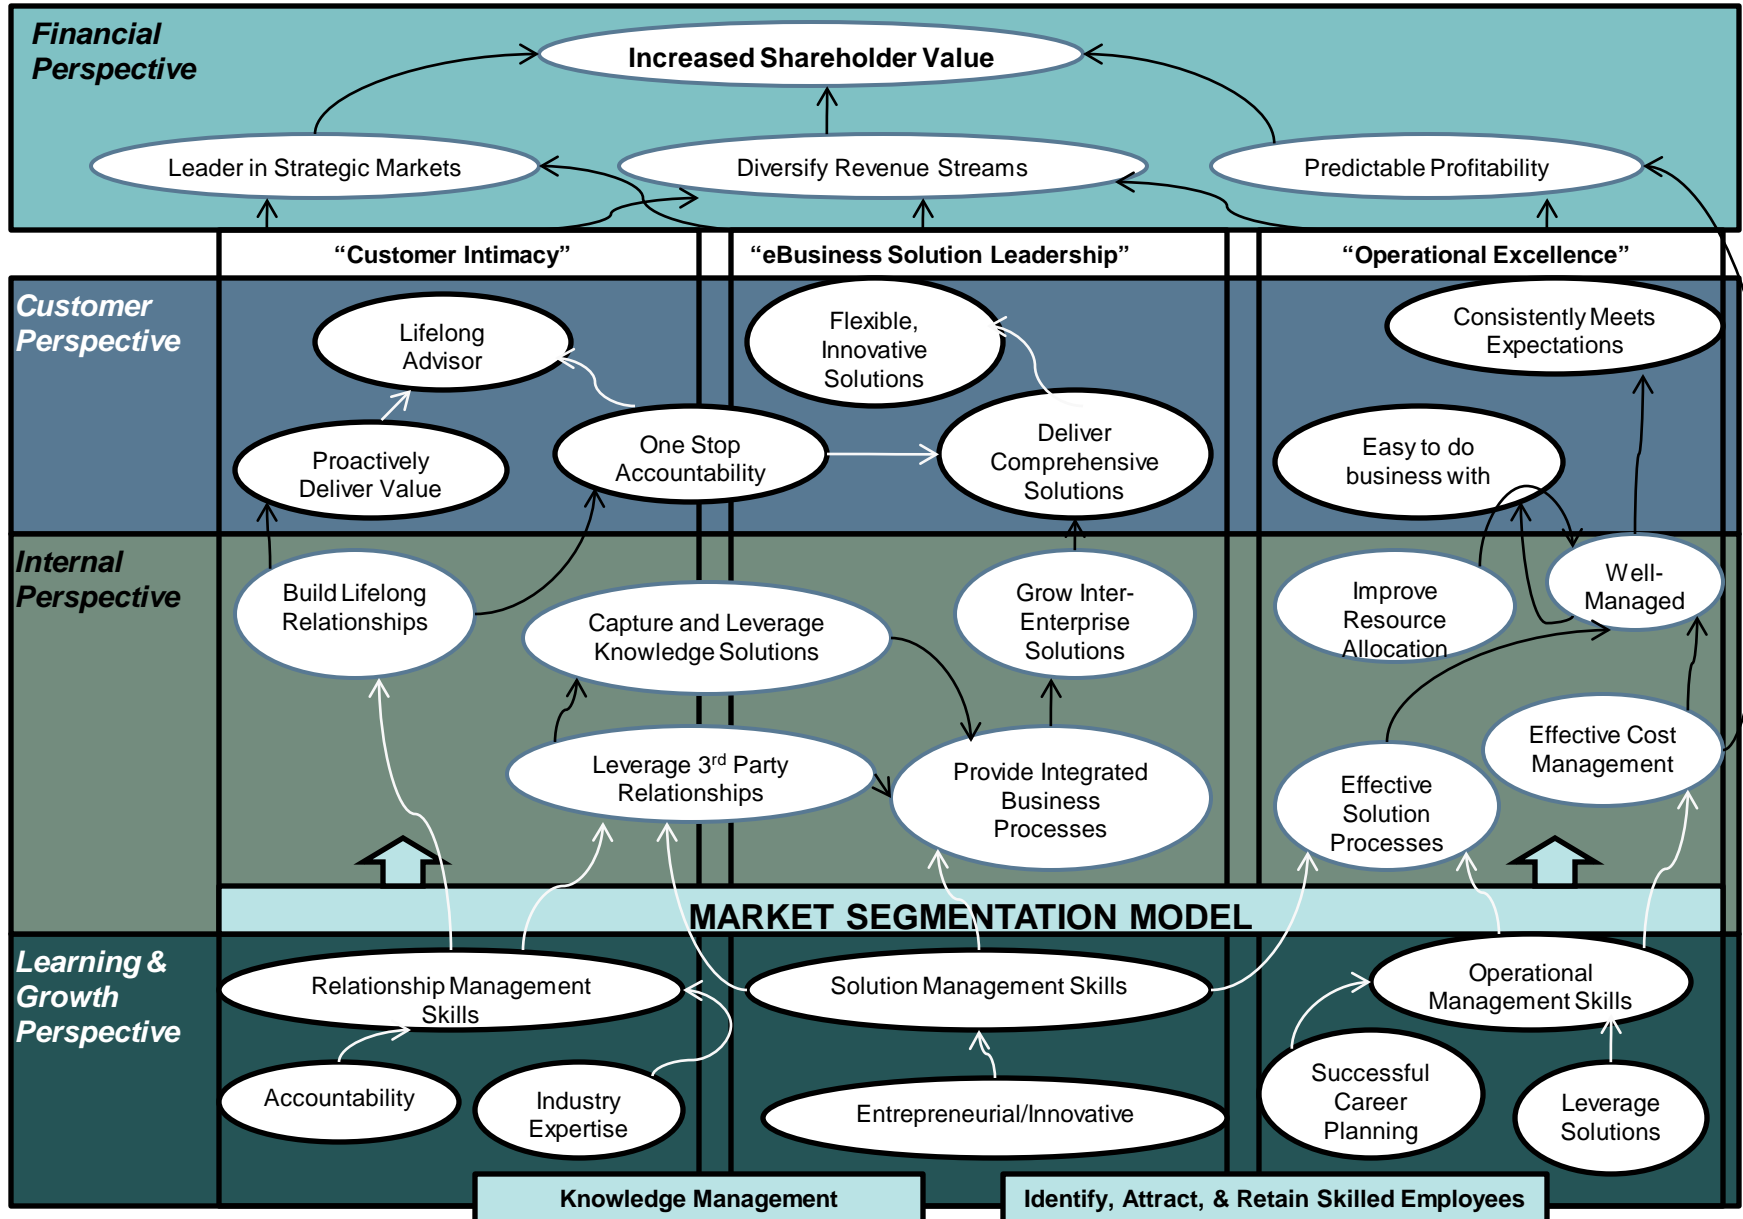 Financial
Perspective
Increased Shareholder Value
Leader in Strategic Markets
Diversify Revenue Streams
Predictable Profitability
“Customer Intimacy”
“eBusiness Solution Leadership”
“Operational Excellence”
Customer
Perspective
Lifelong
Advisor
Flexible,
Innovative
Solutions
Consistently Meets
Expectations
Proactively
Deliver Value
One Stop
Accountability
Deliver
Comprehensive
Solutions
Easy to do
business with
Internal
Perspective
Build Lifelong
Relationships
Capture and Leverage
Knowledge Solutions
Grow Inter-
Enterprise
Solutions
Improve
Resource
Allocation
Well-
Managed
Leverage 3rd Party
Relationships
Provide Integrated
Business
Processes
Effective
Solution
Processes
Effective Cost
Management
MARKET SEGMENTATION MODEL
Learning &
Growth
Perspective
Relationship Management
Skills
Solution Management Skills
Operational
Management Skills
Accountability
Industry
Expertise
Entrepreneurial/Innovative
Successful
Career
Planning
Leverage
Solutions
Knowledge Management
Identify, Attract, & Retain Skilled Employees